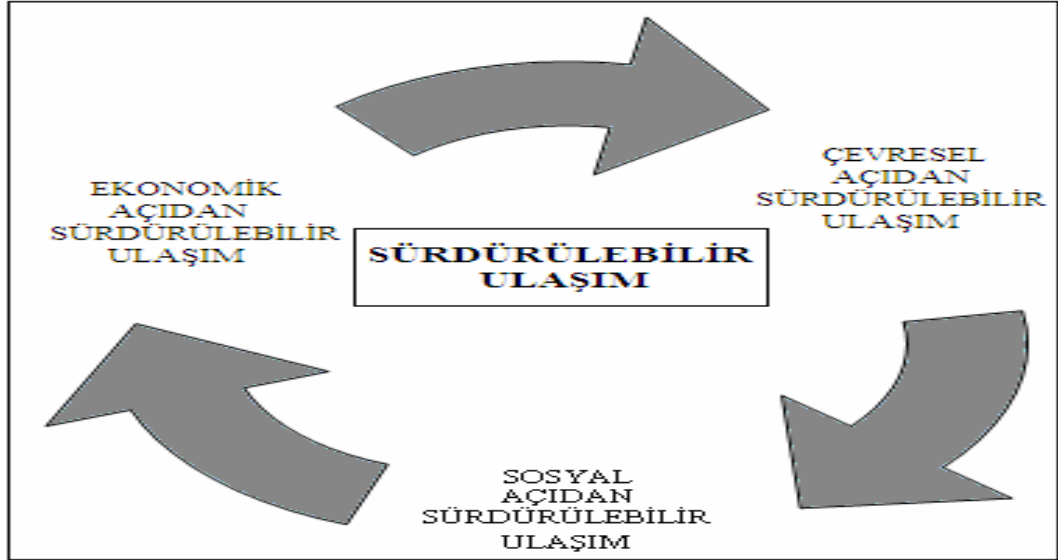 EKONOMİK
AÇIDAN
SÜRDÜRÜLEBİLİR
ULAŞIM
ÇEVRESEL
AÇIDAN
SÜRDÜRÜLEBİLİR
ULAŞIM
SÜRDÜRÜLEBİLİR
ULAŞIM
SOSYAL
AÇIDAN
SÜRDÜRÜLEBİLİR
ULAŞIM